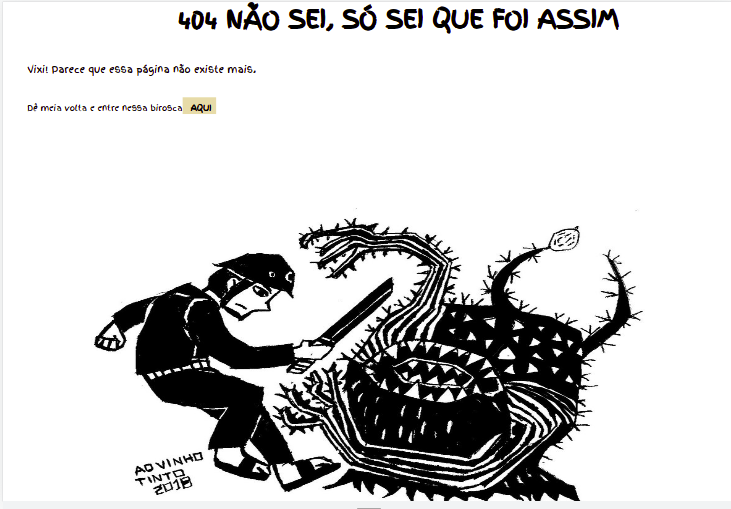 404 NÃO SEI, SÓ SEI QUE FOI ASSIM
Vixi! Parece que essa página não existe mais.
Dê meia volta e entre nessa birosca AQUI
AO VINHO
TINTO
2018